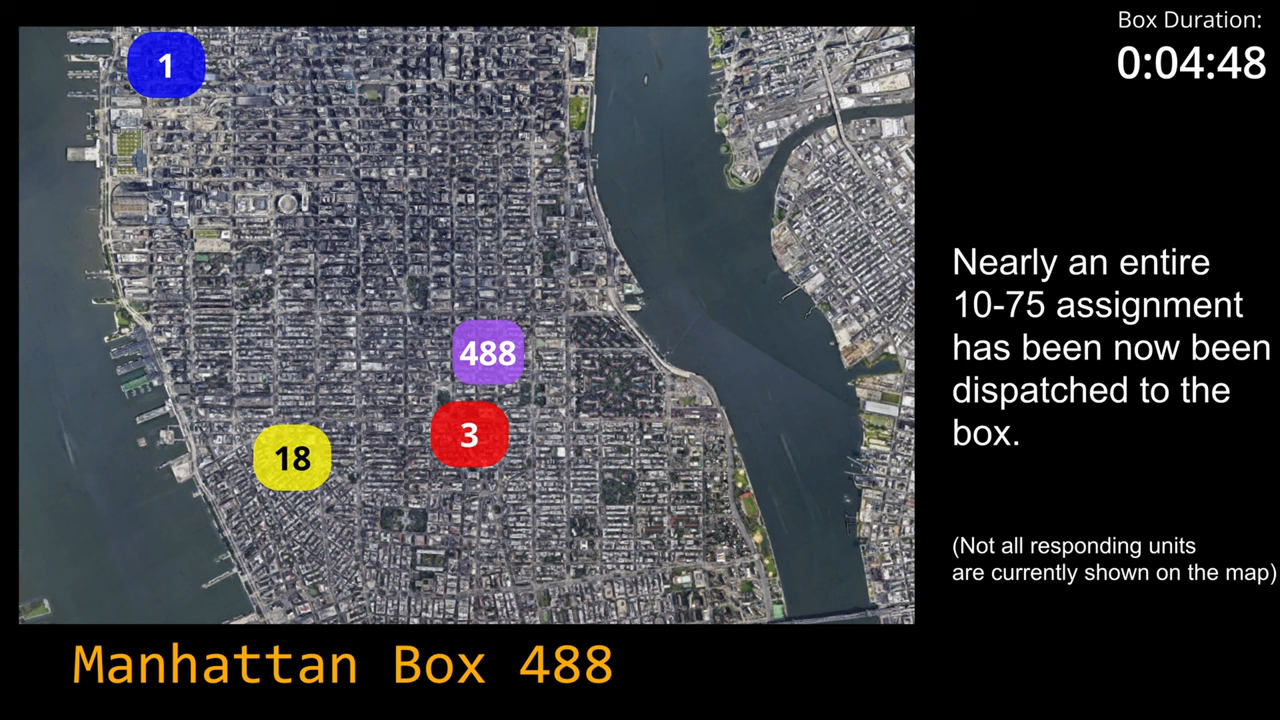 Box Duration:
0:04:48
1
488
3
18
Nearly an entire
10-75 assignment
has been now been
dispatched to the
box.
(Not all responding units
are currently shown on the map)
Manhattan Box 488